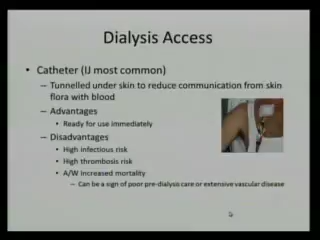 Dialysis Access
• Catheter (IJ most common)
– Tunnelled under skin to reduce communication from skin
flora with blood
– Advantages
• Ready for use immediately
– Disadvantages
• High infectious risk
• High thrombosis risk
• A/W Increased mortality
– Can be a sign of poor pre-dialysis care or extensive vascular disease